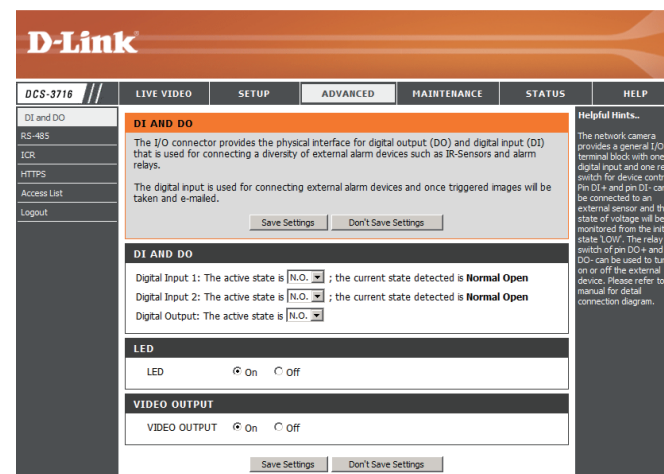 D-Link
DCS-3716
LIVE VIDEO SETUP ADVANCED MAINTENANCE STATUS HELP
DI and DO
RS-485
ICR
HTTPS
Access List
Logout
DI AND DO
The I/O connector provides the physical interface for digital output (DO) and digital input (DI)
that is used for connecting a diversity of external alarm devices such as IR-Sensors and alarm
relays.
The digital input is used for connecting external alarm devices and once triggered images will be
taken and e-mailed.
Save Settings Don't Save Settings
DI AND DO
Digital Input 1: The active state is N.O. ; the current state detected is Normal Open
Digital Input 2: The active state is N.O. ; the current state detected is Normal Open
Digital Output: The active state is N.O.
LED
LED On Off
VIDEO OUTPUT
VIDEO OUTPUT On Off
Save Settings Don't Save Settings
Helpful Hints..
The network camera
provides a general I/O
terminal block with one
digital input and one
switch for device
Pin DI+ and pin DI-
be connected to an
external sensor and
state of voltage will be
monitored from the
state 'LOW'. The relay
switch of pin DO+ and
DO- can be used to
on or off the external
device. Please refer to
manual for detail
connection diagram.